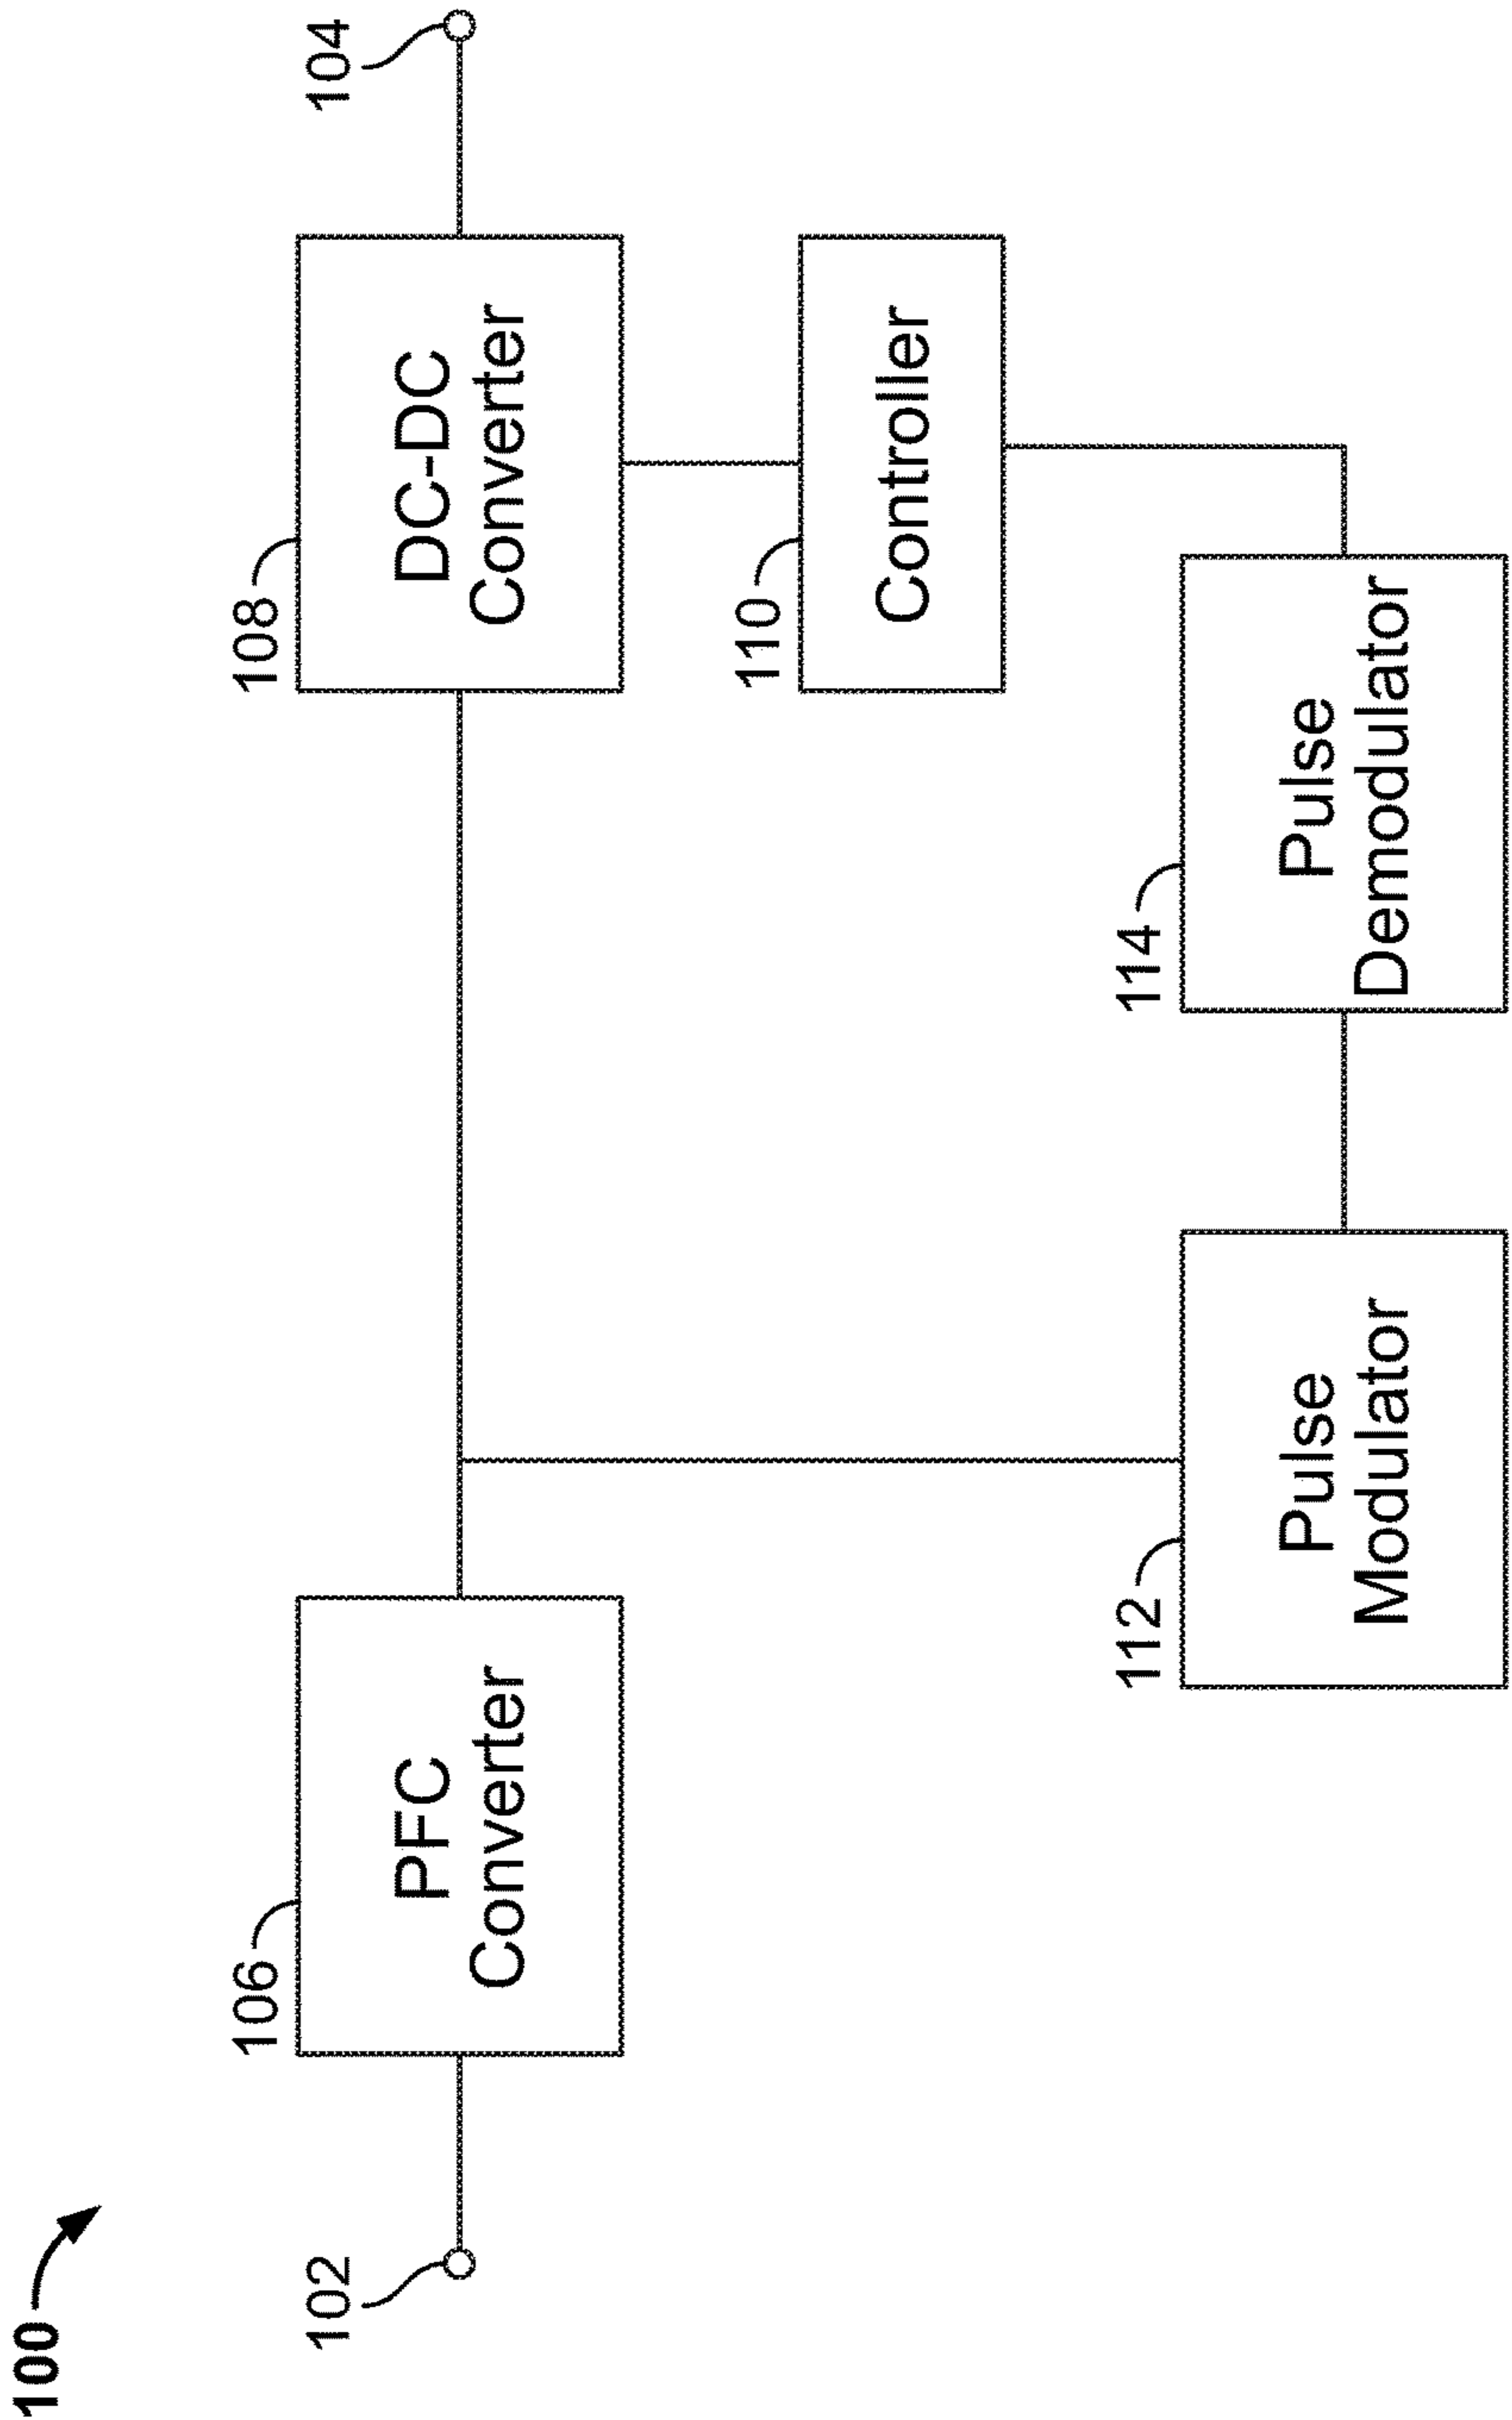 100
102
106
PFC
Converter
108
DC-DC
Converter
104
110
Controller
112
Pulse
Modulator
114
Pulse
Demodulator